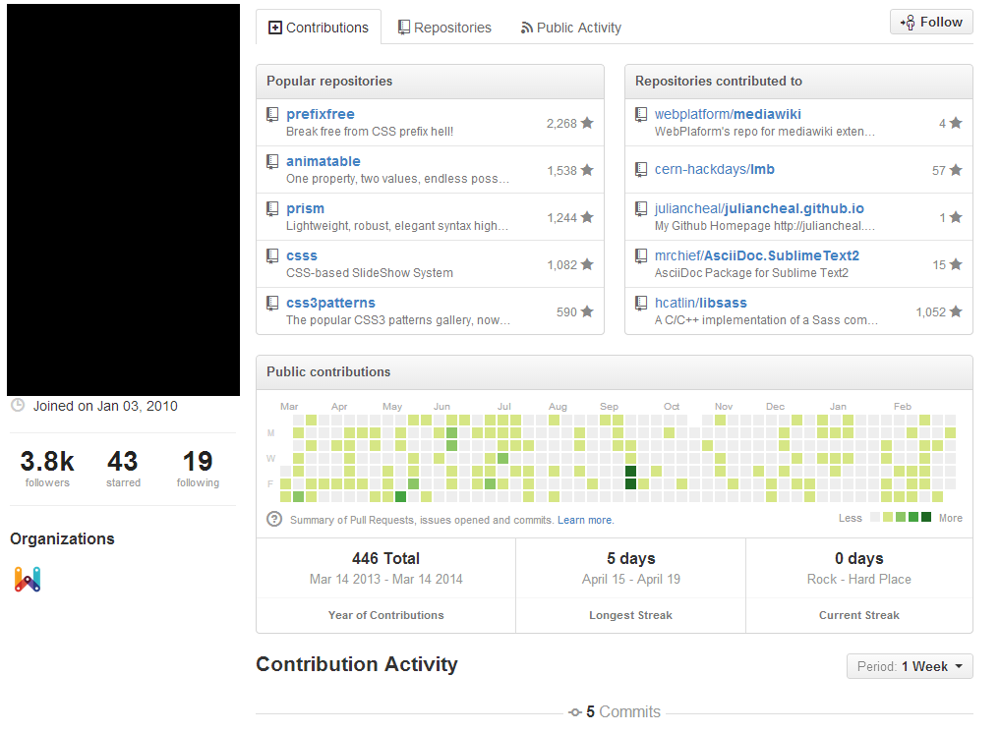 Contributions Repositories Public Activity Follow
Popular repositories
prefixfree
Break free from CSS prefix hell!
2,268
animatable
One property, two values, endless poss…
1,538
prism
Lightweight, robust, elegant syntax high…
1,244
csss
CSS-based SlideShow System
1,082
css3patterns
The popular CSS3 patterns gallery, now…
590
Repositories contributed to
webplatform/mediawiki
WebPlaform's repo for mediawiki exten…
4
cern-hackdays/lmb
57
juliancheal/juliancheal.github.io
My Github Homepage http://juliancheal.…
1
mrchief/AsciiDoc.SublimeText2
AsciiDoc Package for Sublime Text2
15
hcatlin/libsass
A C/C++ implementation of a Sass com…
1,052
Joined on Jan 03, 2010
3.8k 43 19
followers starred following
Organizations
Public contributions
Mar Apr May Jun Jul Aug Sep Oct Nov Dec Jan Feb
M
W
F
? Summary of Pull Requests, issues opened and commits. Learn more. Less More
446 Total
Mar 14 2013 - Mar 14 2014
Year of Contributions
5 days
April 15 - April 19
Longest Streak
0 days
Rock - Hard Place
Current Streak
Contribution Activity
Period: 1 Week
5 Commits